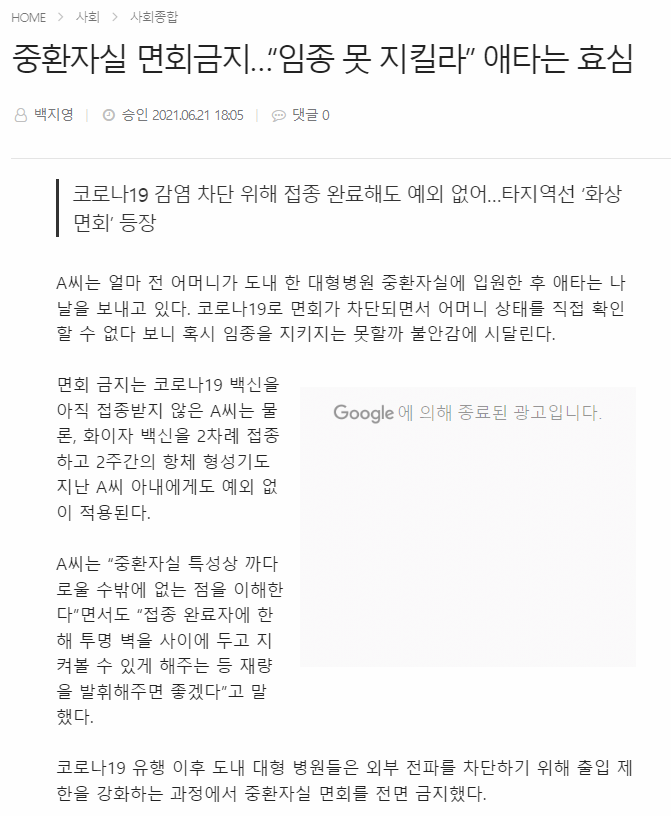 HOME > 사회 > 사회종합
중환자실 면회금지…“임종 못 지킬라” 애타는 효심
백지영 | 승인 2021.06.21 18:05 | 댓글 0
코로나19 감염 차단 위해 접종 완료해도 예외 없어…타지역선 ‘화상
면회’ 등장
A씨는 얼마 전 어머니가 도내 한 대형병원 중환자실에 입원한 후 애타는 나
날을 보내고 있다. 코로나19로 면회가 차단되면서 어머니 상태를 직접 확인
할 수 없다 보니 혹시 임종을 지키지는 못할까 불안감에 시달린다.
면회 금지는 코로나19 백신을
아직 접종받지 않은 A씨는 물
론, 화이자 백신을 2차례 접종
하고 2주간의 항체 형성기도
지난 A씨 아내에게도 예외 없
이 적용된다.
Google 에 의해 종료된 광고입니다.
A씨는 “중환자실 특성상 까다
로울 수밖에 없는 점을 이해한
다”면서도 “접종 완료자에 한
해 투명 벽을 사이에 두고 지
켜볼 수 있게 해주는 등 재량
을 발휘해주면 좋겠다”고 말
했다.
코로나19 유행 이후 도내 대형 병원들은 외부 전파를 차단하기 위해 출입 제
한을 강화하는 과정에서 중환자실 면회를 전면 금지했다.